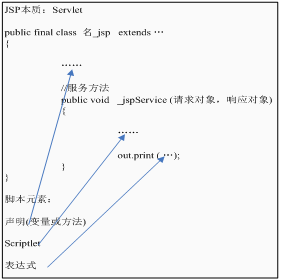 JSP本质：Servlet
public final class 名_jsp extends …
{
……
//服务方法
public void _jspService (请求对象，响应对象)
{
……
out.print ( …);
}
}
脚本元素：
声明(变量或方法)
Scriptlet
表达式